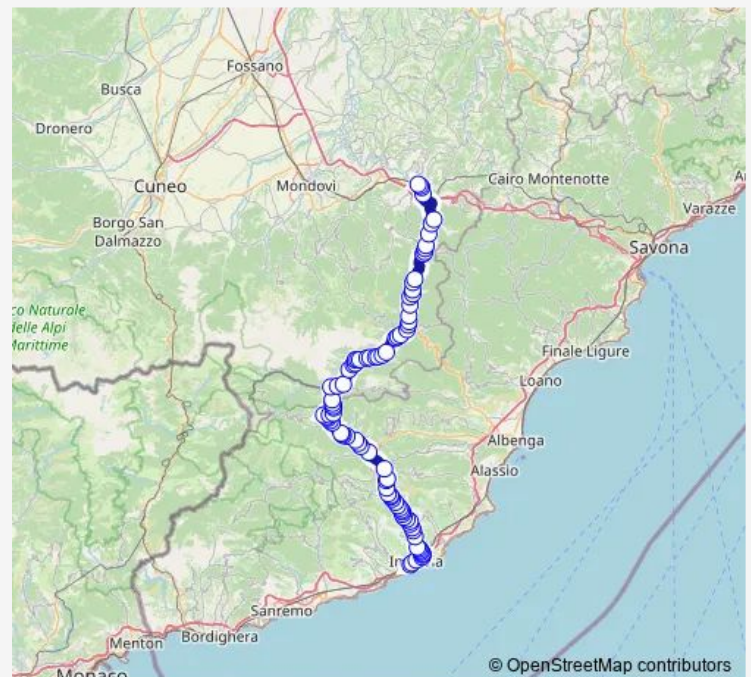 Fossano
Busca
Dronero
Cuneo
Mondovì
Cairo Montenotte
Varazze
Borgo San
Dalmazzo
Savona
co Naturale
delle Alpi
Marittime
Finale Ligure
Loano
Albenga
Alassio
Sanremo
Menton
Bordighera
Monaco
© OpenStreetMap contributors